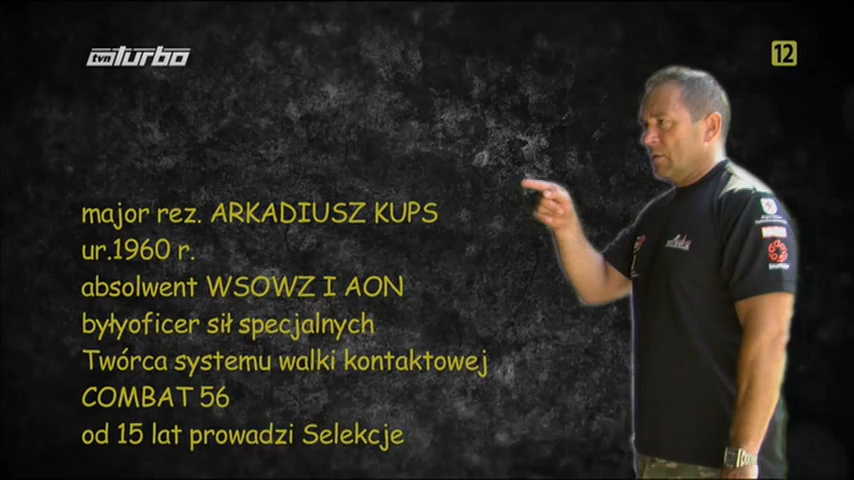 tvn turbo
12
major rez. ARKADIUSZ KUPS
ur.1960 r.
absolwent WSOWZ I AON
byłyoficer sił specjalnych
Twórca systemu walki kontaktowej
COMBAT 56
od 15 lat prowadzi Selekcje